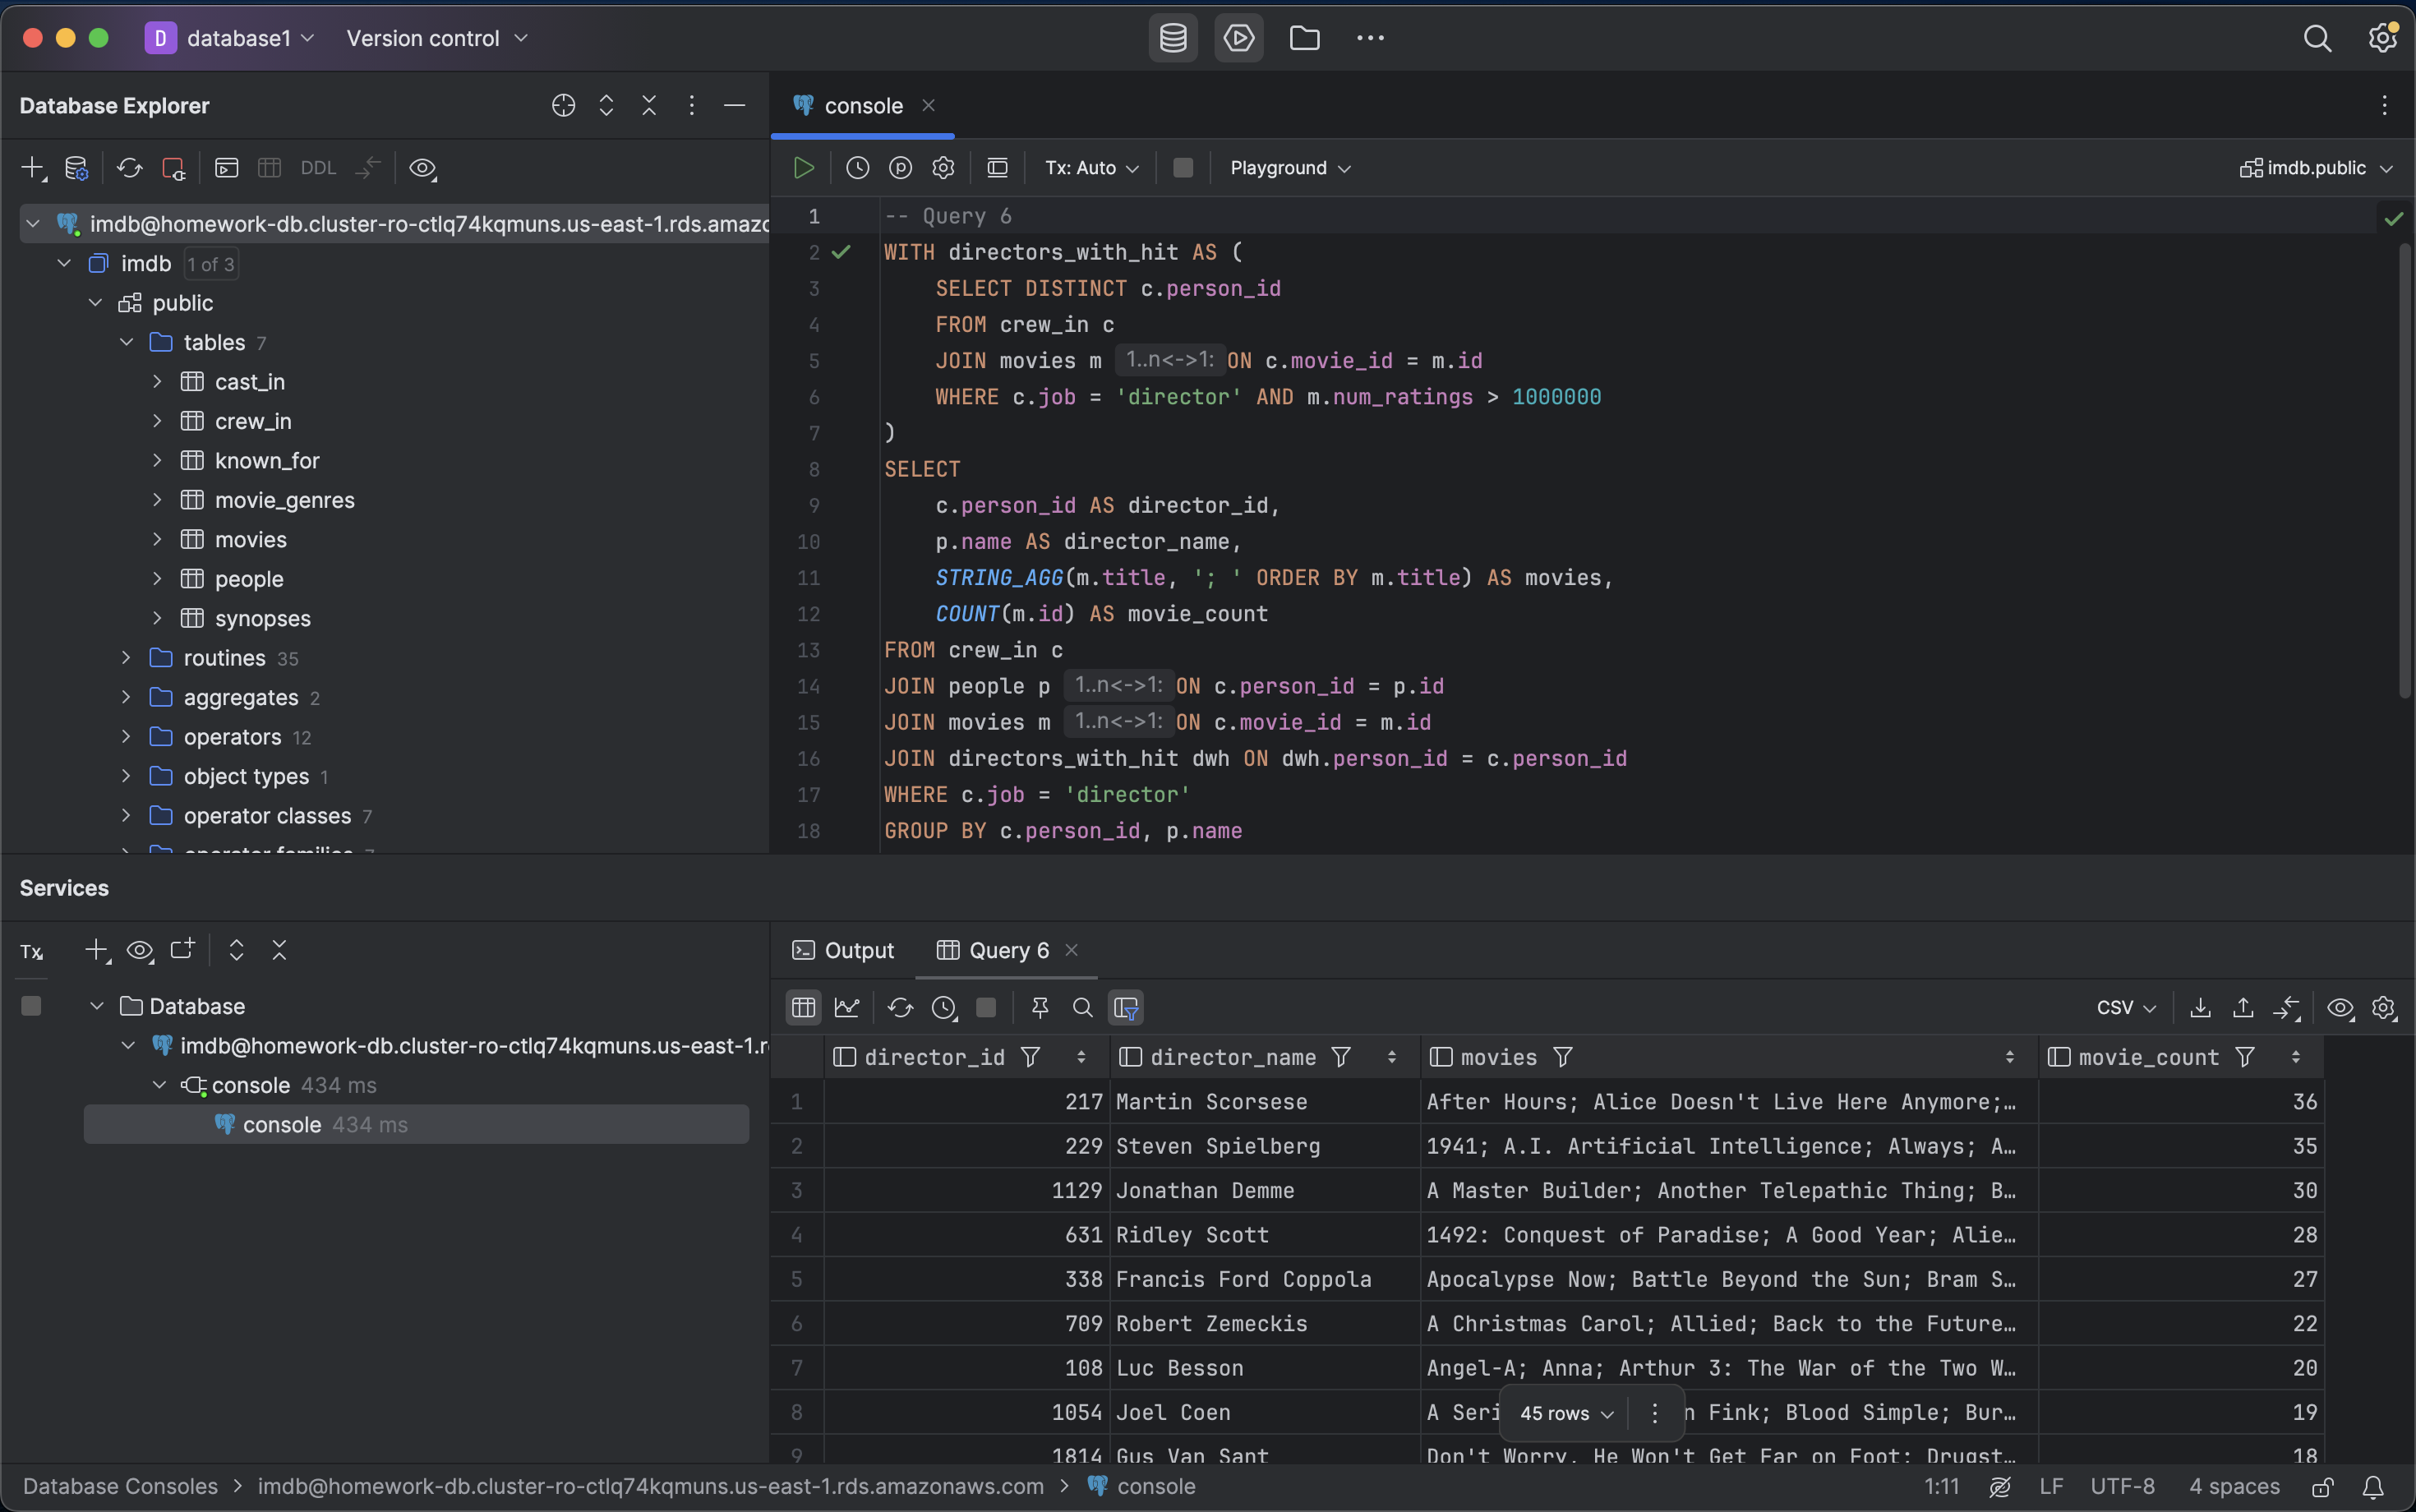 D database1 Version control
Database Explorer
DDL
imdb@homework-db.cluster-ro-ctlq74kqmuns.us-east-1.rds.amazo
imdb 1 of 3
public
tables 7
cast_in
crew_in
known_for
movie_genres
movies
people
synopses
routines 35
aggregates 2
operators 12
object types 1
operator classes 7
operator families 7
console
Tx: Auto Playground imdb.public
1 -- Query 6
2 WITH directors_with_hit AS (
3 SELECT DISTINCT c.person_id
4 FROM crew_in c
5 JOIN movies m 1..n<->1: ON c.movie_id = m.id
6 WHERE c.job = 'director' AND m.num_ratings > 1000000
7 )
8 SELECT
9 c.person_id AS director_id,
10 p.name AS director_name,
11 STRING_AGG(m.title, '; ' ORDER BY m.title) AS movies,
12 COUNT(m.id) AS movie_count
13 FROM crew_in c
14 JOIN people p 1..n<->1: ON c.person_id = p.id
15 JOIN movies m 1..n<->1: ON c.movie_id = m.id
16 JOIN directors_with_hit dwh ON dwh.person_id = c.person_id
17 WHERE c.job = 'director'
18 GROUP BY c.person_id, p.name
Services
Tx
Database
imdb@homework-db.cluster-ro-ctlq74kqmuns.us-east-1.r
console 434 ms
console 434 ms
Output Query 6
CSV
director_id director_name movies movie_count
1 217 Martin Scorsese After Hours; Alice Doesn't Live Here Anymore;… 36
2 229 Steven Spielberg 1941; A.I. Artificial Intelligence; Always; A… 35
3 1129 Jonathan Demme A Master Builder; Another Telepathic Thing; B… 30
4 631 Ridley Scott 1492: Conquest of Paradise; A Good Year; Alie… 28
5 338 Francis Ford Coppola Apocalypse Now; Battle Beyond the Sun; Bram S… 27
6 709 Robert Zemeckis A Christmas Carol; Allied; Back to the Future… 22
7 108 Luc Besson Angel-A; Anna; Arthur 3: The War of the Two W… 20
8 1054 Joel Coen A Seri n Fink; Blood Simple; Bur… 19
45 rows
9 1814 Gus Van Sant Don't Worry, He Won't Get Far on Foot; Drugst… 18
Database Consoles > imdb@homework-db.cluster-ro-ctlq74kqmuns.us-east-1.rds.amazonaws.com > console 1:11 LF UTF-8 4 spaces